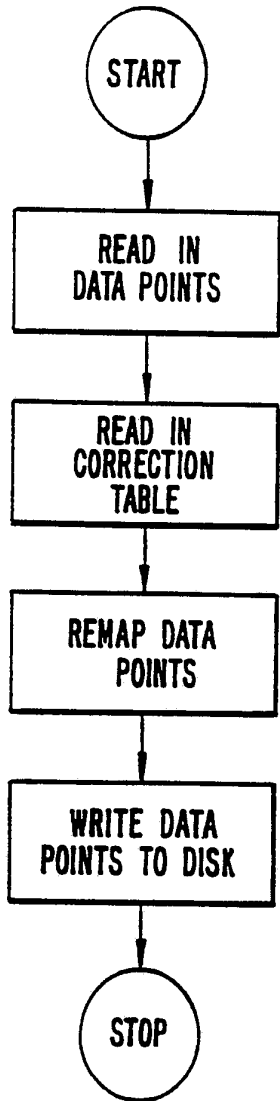 START
READ IN
DATA POINTS
READ IN
CORRECTION
TABLE
REMAP DATA
POINTS
WRITE DATA
POINTS TO DISK
STOP